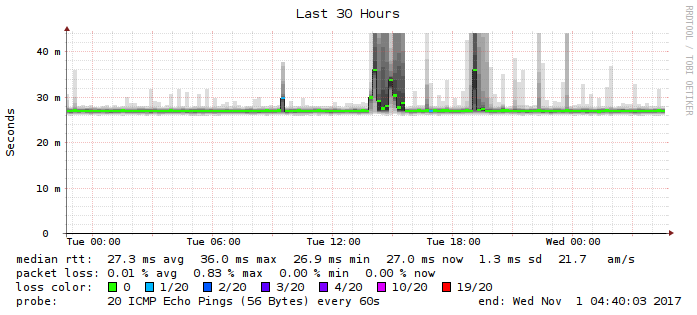 Last 30 Hours
RRDTOOL / TOBI OETIKER
Seconds
40 m
30 m
20 m
10 m
0
Tue 00:00 Tue 06:00 Tue 12:00 Tue 18:00 Wed 00:00
median rtt: 27.3 ms avg 36.0 ms max 26.9 ms min 27.0 ms now 1.3 ms sd 21.7 am/s
packet loss: 0.01 % avg 0.83 % max 0.00 % min 0.00 % now
loss color: 0 1/20 2/20 3/20 4/20 10/20 19/20
probe: 20 ICMP Echo Pings (56 Bytes) every 60s end: Wed Nov 1 04:40:03 2017